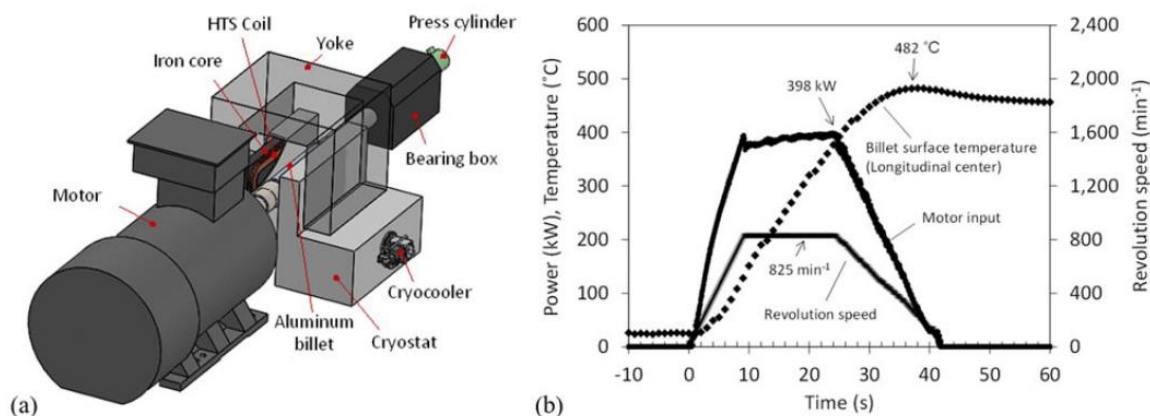 HTS Coil
Yoke
Press cylinder
Iron core
Bearing box
Motor
Cryocooler
Aluminum
billet
Cryostat
(a)
Power (kW), Temperature (˚C)
600
500
400
300
200
100
0
-10 0 10 20 30 40 50 60
Time (s)
2,400
2,000
1,600
1,200
800
400
0
Revolution speed (min⁻¹)
482 ˚C
398 kW
Billet surface temperature
(Longitudinal center)
Motor input
825 min⁻¹
Revolution speed
(b)